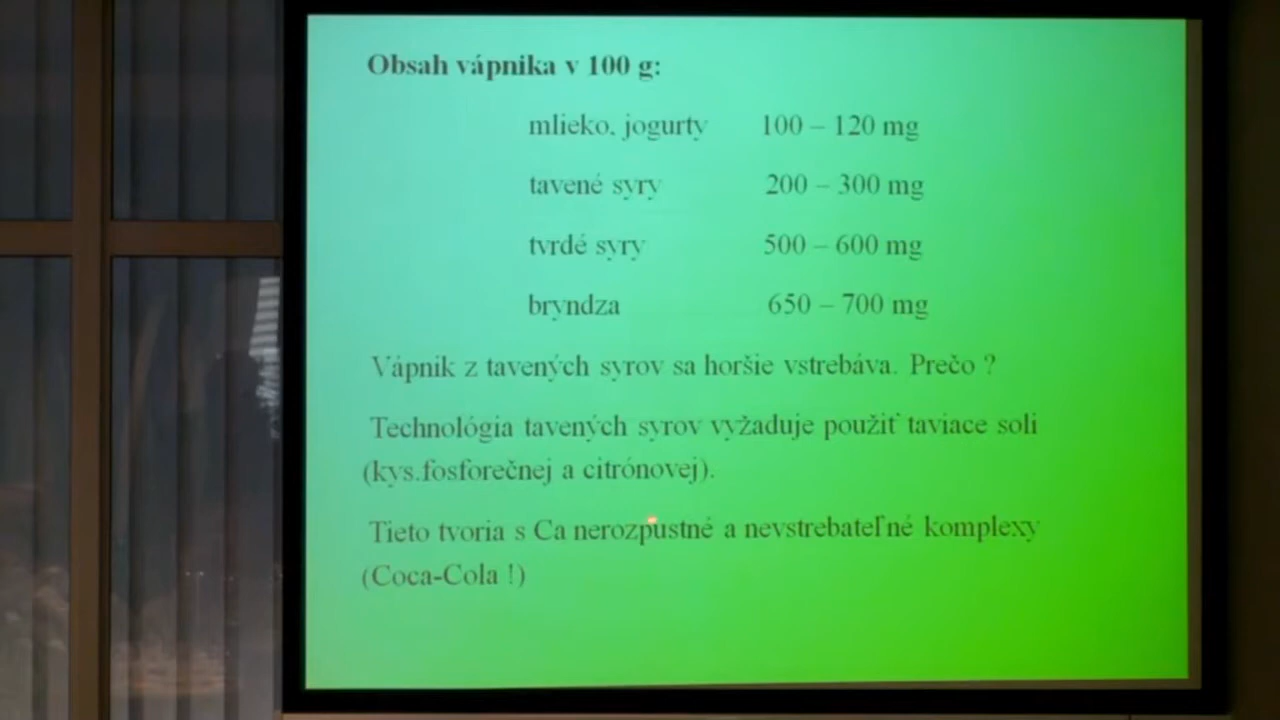 Obsah vápnika v 100 g:
mlieko, jogurty 100 – 120 mg
tavené syry 200 – 300 mg
tvrdé syry 500 – 600 mg
bryndza 650 – 700 mg
Vápnik z tavených syrov sa horšie vstrebáva. Prečo ?
Technológia tavených syrov vyžaduje použiť taviace soli
(kys.fosforečnej a citrónovej).
Tieto tvoria s Ca nerozpustné a nevstrebateľné komplexy
(Coca-Cola !)